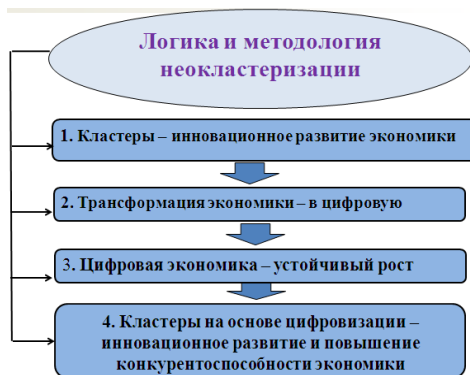 Логика и методология
неокластеризации
1. Кластеры – инновационное развитие экономики
2. Трансформация экономики – в цифровую
3. Цифровая экономика – устойчивый рост
4. Кластеры на основе цифровизации –
инновационное развитие и повышение
конкурентоспособности экономики